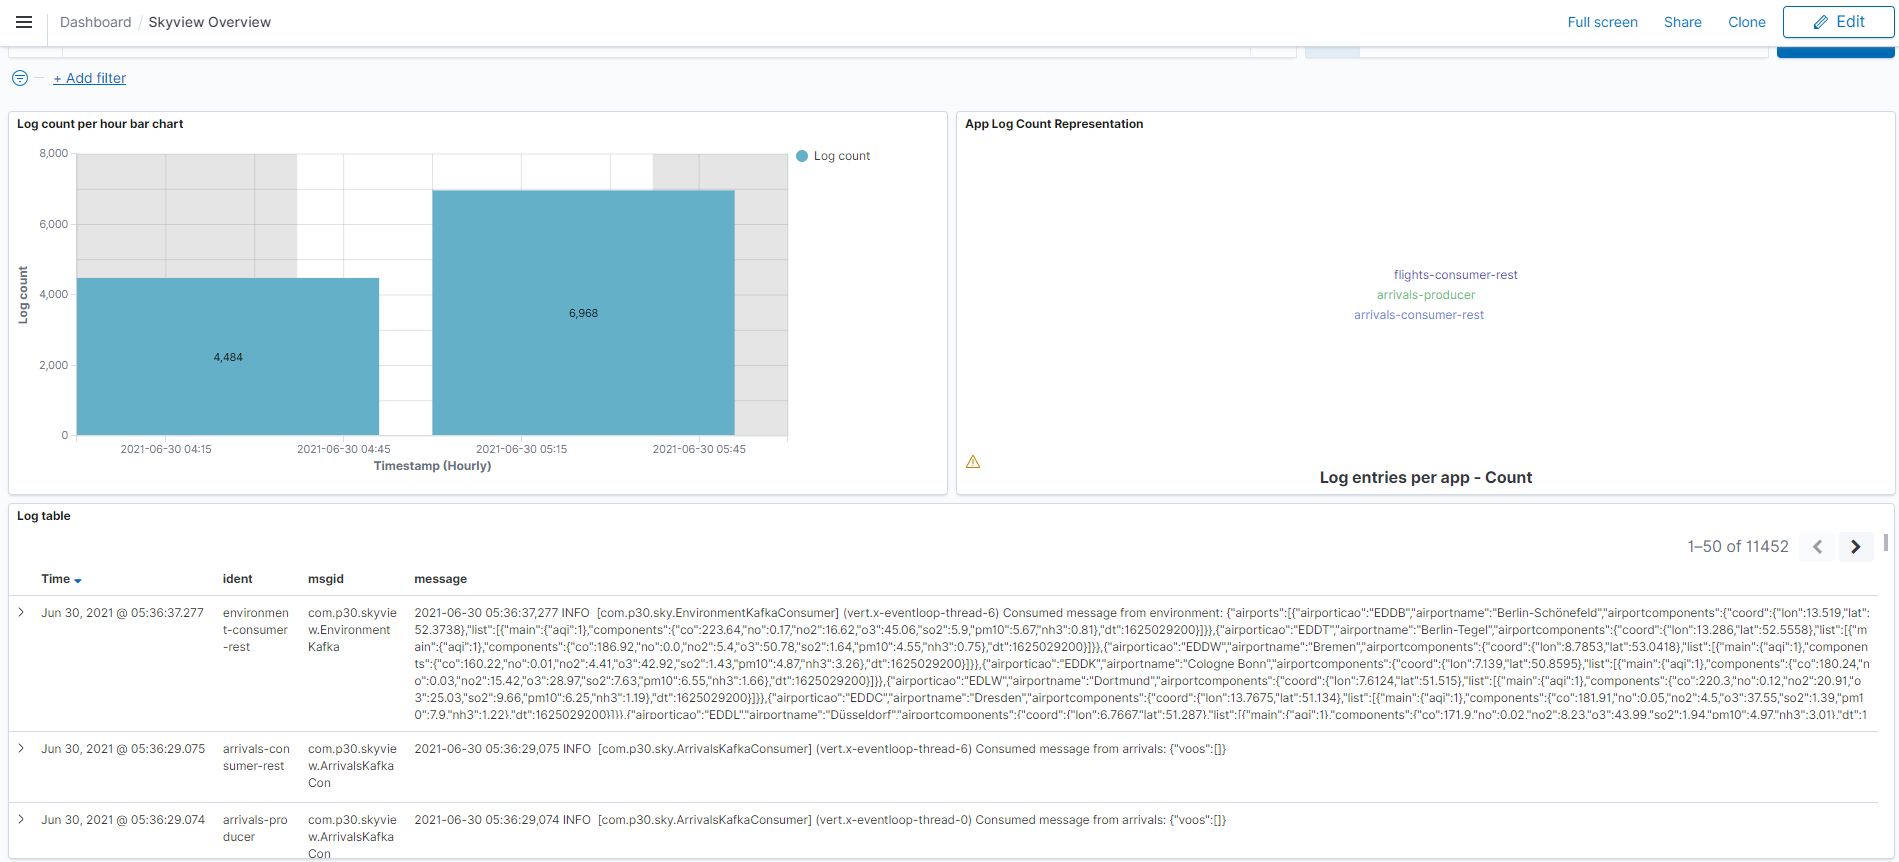 Dashboard / Skyview Overview
Full screen Share Clone Edit
+ Add filter
Log count per hour bar chart
8,000
6,000
4,000
2,000
0
Log count
4,484
6,968
2021-06-30 04:15
2021-06-30 04:45
2021-06-30 05:15
2021-06-30 05:45
Timestamp (Hourly)
Log count
App Log Count Representation
flights-consumer-rest
arrivals-producer
arrivals-consumer-rest
Log entries per app - Count
Log table
1–50 of 11452
Time ident msgid message
Jun 30, 2021 @ 05:36:37.277
environmen
t-consumer
-rest
com.p30.skyvie
w.Environment
Kafka
2021-06-30 05:36:37,277 INFO [com.p30.sky.EnvironmentKafkaConsumer] (vert.x-eventloop-thread-6) Consumed message from environment: {"airports":[{"airporticao":"EDDB","airportname":"Berlin-Schönefeld","airportcomponents":{"coord":{"lon":13.519,"lat":
52.3738},"list":[{"main":{"aqi":1},"components":{"co":223.64,"no":0.17,"no2":16.62,"o3":45.06,"so2":5.9,"pm10":5.67,"nh3":0.81},"dt":1625029200}]}},{"airporticao":"EDDT","airportname":"Berlin-Tegel","airportcomponents":{"coord":{"lon":13.286,"lat":52.5558},"list":[{"m
ain":{"aqi":1},"components":{"co":186.92,"no":0.0,"no2":5.4,"o3":50.78,"so2":1.64,"pm10":4.55,"nh3":0.75},"dt":1625029200}]}},{"airporticao":"EDDW","airportname":"Bremen","airportcomponents":{"coord":{"lon":8.7853,"lat":53.0418},"list":[{"main":{"aqi":1},"componen
ts":{"co":160.22,"no":0.01,"no2":4.41,"o3":42.92,"so2":1.43,"pm10":4.87,"nh3":3.26},"dt":1625029200}]}},{"airporticao":"EDDK","airportname":"Cologne Bonn","airportcomponents":{"coord":{"lon":7.139,"lat":50.8595},"list":[{"main":{"aqi":1},"components":{"co":180.24,"n
o":0.03,"no2":15.42,"o3":28.97,"so2":7.63,"pm10":6.55,"nh3":1.66},"dt":1625029200}]}},{"airporticao":"EDLW","airportname":"Dortmund","airportcomponents":{"coord":{"lon":7.6124,"lat":51.515},"list":[{"main":{"aqi":1},"components":{"co":220.3,"no":0.12,"no2":20.91,"o
3":25.03,"so2":9.66,"pm10":6.25,"nh3":1.19},"dt":1625029200}]}},{"airporticao":"EDDC","airportname":"Dresden","airportcomponents":{"coord":{"lon":13.7675,"lat":51.134},"list":[{"main":{"aqi":1},"components":{"co":181.91,"no":0.05,"no2":4.5,"o3":37.55,"so2":1.39,"pm1
0":7.9,"nh3":1.22},"dt":1625029200}]}},{"airporticao":"EDDL","airportname":"Düsseldorf","airportcomponents":{"coord":{"lon":6.7667,"lat":51.287},"list":[{"main":{"aqi":1},"components":{"co":171.9,"no":0.02,"no2":8.23,"o3":43.99,"so2":1.94,"pm10":4.97,"nh3":3.01},"dt":1
Jun 30, 2021 @ 05:36:29.075
arrivals-con
sumer-rest
com.p30.skyvie
w.ArrivalsKafka
Con
2021-06-30 05:36:29,075 INFO [com.p30.sky.ArrivalsKafkaConsumer] (vert.x-eventloop-thread-6) Consumed message from arrivals: {"voos":[]}
Jun 30, 2021 @ 05:36:29.074
arrivals-pro
ducer
com.p30.skyvie
w.ArrivalsKafka
Con
2021-06-30 05:36:29,074 INFO [com.p30.sky.ArrivalsKafkaConsumer] (vert.x-eventloop-thread-0) Consumed message from arrivals: {"voos":[]}